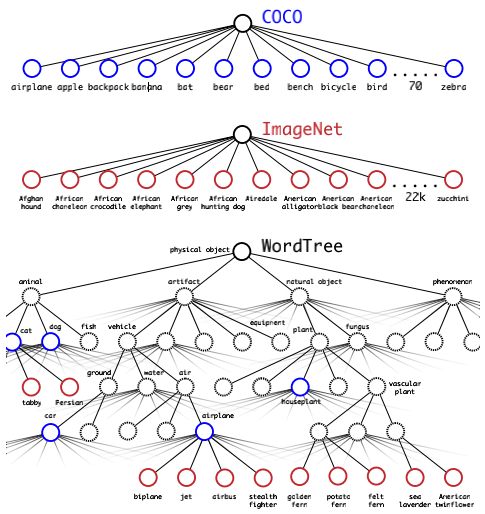 COCO
airplane apple backpack banana bat bear bed bench bicycle bird 70 zebra
ImageNet
Afghan hound
African chameleon
African crocodile
African elephant
African grey
African hunting dog
Airedale
American alligator
American black bear
American chameleon
22k
zucchini
physical object
WordTree
animal artifact natural object phenomenon
cat dog fish vehicle equipment plant fungus
ground water air vascular plant
tabby Persian houseplant
car airplane
biplane jet airbus stealth fighter golden fern potato fern felt fern sea lavender American twinflower